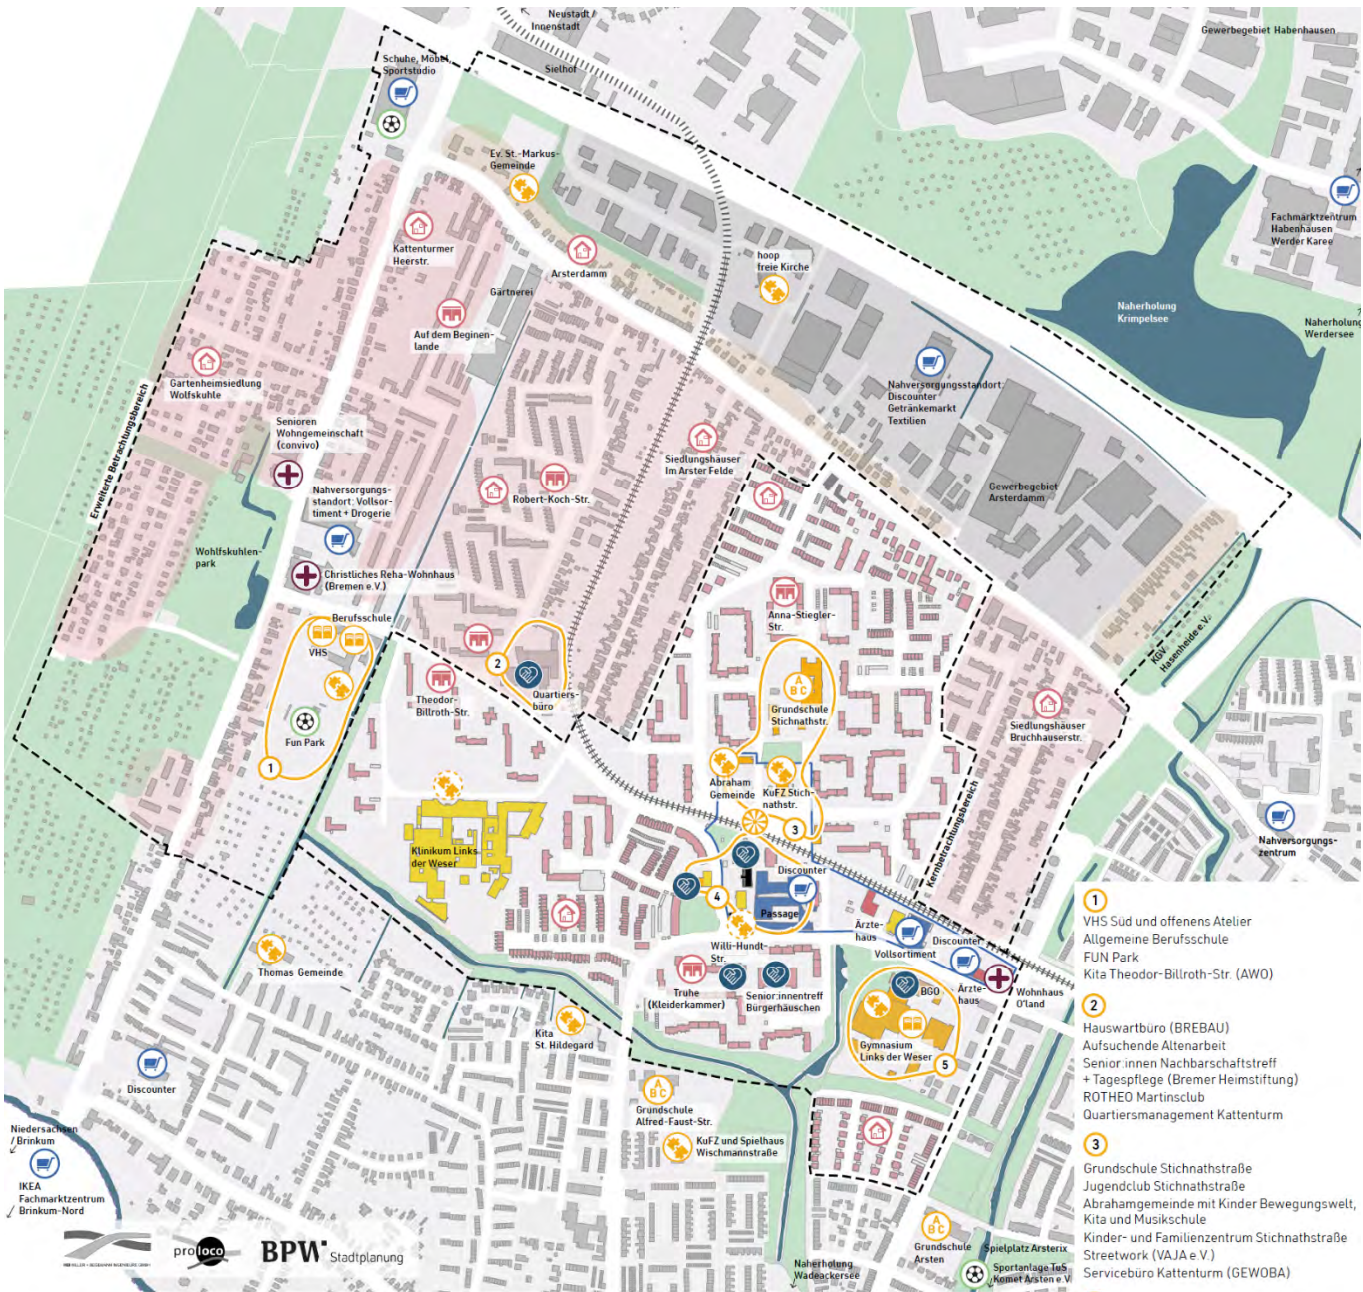 Neustadt /
Innenstadt
Sielhof
Gewerbegebiet Habenhausen
Schuhe, Möbel,
Sportstudio
Ev. St.-Markus-
Gemeinde
Fachmarktzentrum
Habenhausen
Werder Karee
Kattenturmer
Heerstr.
Arsterdamm
hoop
freie Kirche
Gärtnerei
Naherholung
Krimpelsee
Naherholung
Werdersee
Auf dem Beginen-
lande
Gartenheimsiedlung
Wolfskuhle
Nahversorgungsstandort:
Discounter
Getränkemarkt
Textilien
Erweiterte Betrachtungsbereich
Senioren
Wohngemeinschaft
(convivo)
Siedlungshäuser
Im Arster Felde
Nahversorgungs-
standort: Vollsor-
timent + Drogerie
Robert-Koch-Str.
Gewerbegebiet
Arsterdamm
Wohlfskuhlen-
park
Christliches Reha-Wohnhaus
(Bremen e.V.)
Anna-Stiegler-
Str.
Berufsschule
VHS
KGV
Hasenheide e.V.
2
Quartiers-
büro
Theodor-
Billroth-Str.
A
B C
Grundschule
Stichnathstr.
Siedlungshäuser
Bruchhauserstr.
Fun Park
1
Abraham
Gemeinde
KuFZ Stich-
nathstr.
Kernbetrachtungsbereich
3
Nahversorgungs-
zentrum
Klinikum Links
der Weser
Discounter
4
Passage
Ärzte-
haus
Vollsortiment
Discounter
Willi-Hundt-
Str.
Ärzte-
haus
Wohnhaus
O'land
Thomas Gemeinde
Truhe
(Kleiderkammer)
Senior:innentreff
Bürgerhäuschen
BGO
Gymnasium
Links der Weser
5
Kita
St. Hildegard
Discounter
A
B C
Grundschule
Alfred-Faust-Str.
KuFZ und Spielhaus
Wischmannstraße
Niedersachsen
/ Brinkum
IKEA
Fachmarktzentrum
Brinkum-Nord
A
B C
Grundschule
Arsten
Spielplatz Arsterix
Sportanlage TuS
Komet Arsten e.V.
Naherholung
Wadeackersee
proloco
BPW Stadtplanung
1
VHS Süd und offenens Atelier
Allgemeine Berufsschule
FUN Park
Kita Theodor-Billroth-Str. (AWO)
2
Hauswartbüro (BREBAU)
Aufsuchende Altenarbeit
Senior:innen Nachbarschaftstreff
+ Tagespflege (Bremer Heimstiftung)
ROTHEO Martinsclub
Quartiersmanagement Kattenturm
3
Grundschule Stichnathstraße
Jugendclub Stichnathstraße
Abrahamgemeinde mit Kinder Bewegungswelt,
Kita und Musikschule
Kinder- und Familienzentrum Stichnathstraße
Streetwork (VAJA e.V.)
Servicebüro Kattenturm (GEWOBA)